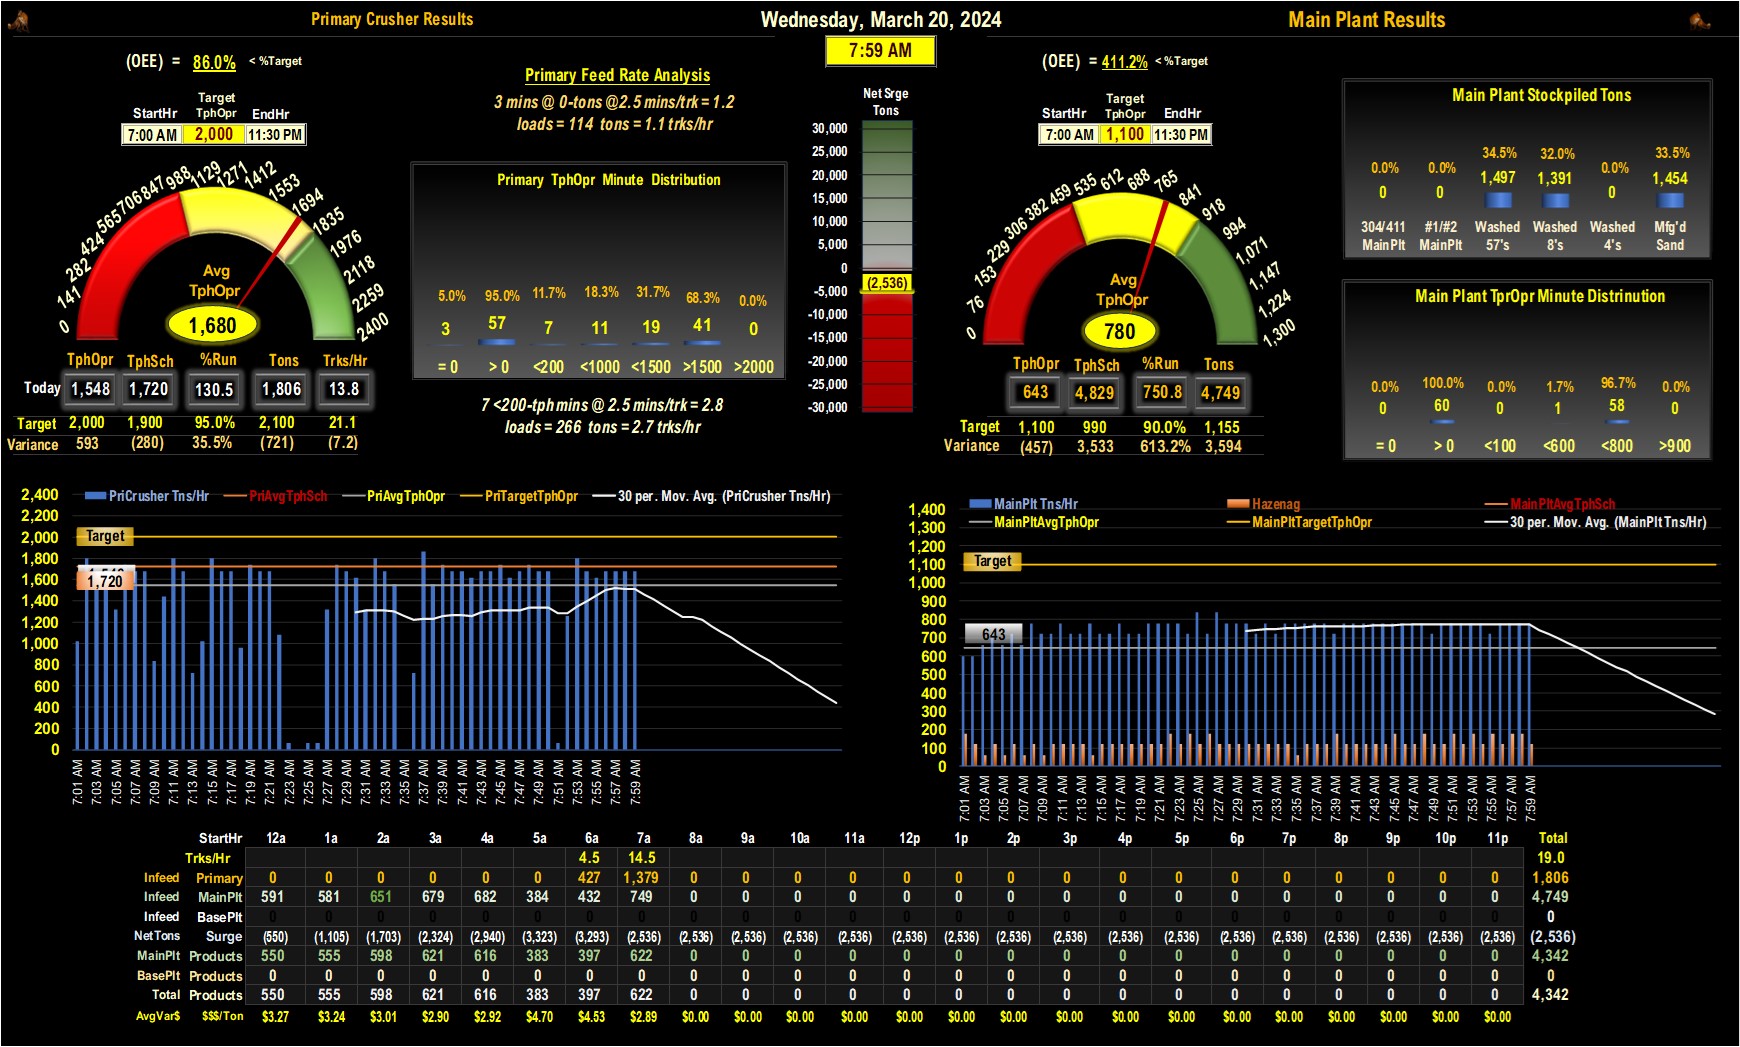 Primary Crusher Results
Wednesday, March 20, 2024
Main Plant Results
7:59 AM
(OEE) = 86.0% < %Target
StartHr Target TphOpr EndHr
7:00 AM 2,000 11:30 PM
0 141 282 424 565 706 847 988 1129 1271 1412 1553 1694 1835 1976 2118 2259 2400
Avg
TphOpr
1,680
TphOpr TphSch %Run Tons Trks/Hr
Today 1,548 1,720 130.5 1,806 13.8
Target 2,000 1,900 95.0% 2,100 21.1
Variance 593 (280) 35.5% (721) (7.2)
Primary Feed Rate Analysis
3 mins @ 0-tons @2.5 mins/trk = 1.2
loads = 114 tons = 1.1 trks/hr
Primary TphOpr Minute Distribution
5.0% 95.0% 11.7% 18.3% 31.7% 68.3% 0.0%
3 57 7 11 19 41 0
= 0 > 0 <200 <1000 <1500 >1500 >2000
7 <200-tph mins @ 2.5 mins/trk = 2.8
loads = 266 tons = 2.7 trks/hr
Net Srge
Tons
30,000
25,000
20,000
15,000
10,000
5,000
0
(2,536)
-5,000
-10,000
-15,000
-20,000
-25,000
-30,000
(OEE) = 411.2% < %Target
StartHr Target TphOpr EndHr
7:00 AM 1,100 11:30 PM
0 76 153 229 306 382 459 535 612 688 765 841 918 994 1,071 1,147 1,224 1,300
Avg
TphOpr
780
TphOpr TphSch %Run Tons
643 4,829 750.8 4,749
Target 1,100 990 90.0% 1,155
Variance (457) 3,533 613.2% 3,594
Main Plant Stockpiled Tons
0.0% 0.0% 34.5% 32.0% 0.0% 33.5%
0 0 1,497 1,391 0 1,454
304/411 #1/#2 Washed Washed Washed Mfg'd
MainPlt MainPlt 57's 8's 4's Sand
Main Plant TprOpr Minute Distrinution
0.0% 100.0% 0.0% 1.7% 96.7% 0.0%
0 60 0 1 58 0
= 0 > 0 <100 <600 <800 >900
PriCrusher Tns/Hr PriAvgTphSch PriAvgTphOpr PriTargetTphOpr 30 per. Mov. Avg. (PriCrusher Tns/Hr)
2,400
2,200
2,000
1,800
1,600
1,400
1,200
1,000
800
600
400
200
0
Target
1,720
7:01 AM 7:03 AM 7:05 AM 7:07 AM 7:09 AM 7:11 AM 7:13 AM 7:15 AM 7:17 AM 7:19 AM 7:21 AM 7:23 AM 7:25 AM 7:27 AM 7:29 AM 7:31 AM 7:33 AM 7:35 AM 7:37 AM 7:39 AM 7:41 AM 7:43 AM 7:45 AM 7:47 AM 7:49 AM 7:51 AM 7:53 AM 7:55 AM 7:57 AM 7:59 AM
MainPlt Tns/Hr Hazenag MainPltAvgTphSch
MainPltAvgTphOpr MainPltTargetTphOpr 30 per. Mov. Avg. (MainPlt Tns/Hr)
1,400
1,300
1,200
1,100
1,000
900
800
700
600
500
400
300
200
100
0
Target
643
7:01 AM 7:03 AM 7:05 AM 7:07 AM 7:09 AM 7:11 AM 7:13 AM 7:15 AM 7:17 AM 7:19 AM 7:21 AM 7:23 AM 7:25 AM 7:27 AM 7:29 AM 7:31 AM 7:33 AM 7:35 AM 7:37 AM 7:39 AM 7:41 AM 7:43 AM 7:45 AM 7:47 AM 7:49 AM 7:51 AM 7:53 AM 7:55 AM 7:57 AM 7:59 AM
StartHr 12a 1a 2a 3a 4a 5a 6a 7a 8a 9a 10a 11a 12p 1p 2p 3p 4p 5p 6p 7p 8p 9p 10p 11p Total
Trks/Hr 4.5 14.5 19.0
Infeed Primary 0 0 0 0 0 0 427 1,379 0 0 0 0 0 0 0 0 0 0 0 0 0 0 0 0 1,806
Infeed MainPlt 591 581 651 679 682 384 432 749 0 0 0 0 0 0 0 0 0 0 0 0 0 0 0 0 4,749
Infeed BasePlt 0 0 0 0 0 0 0 0 0 0 0 0 0 0 0 0 0 0 0 0 0 0 0 0 0
NetTons Surge (550) (1,105) (1,703) (2,324) (2,940) (3,323) (3,293) (2,536) (2,536) (2,536) (2,536) (2,536) (2,536) (2,536) (2,536) (2,536) (2,536) (2,536) (2,536) (2,536) (2,536) (2,536) (2,536) (2,536) (2,536)
MainPlt Products 550 555 598 621 616 383 397 622 0 0 0 0 0 0 0 0 0 0 0 0 0 0 0 0 4,342
BasePlt Products 0 0 0 0 0 0 0 0 0 0 0 0 0 0 0 0 0 0 0 0 0 0 0 0 0
Total Products 550 555 598 621 616 383 397 622 0 0 0 0 0 0 0 0 0 0 0 0 0 0 0 0 4,342
AvgVar$ $$$/Ton $3.27 $3.24 $3.01 $2.90 $2.92 $4.70 $4.53 $2.89 $0.00 $0.00 $0.00 $0.00 $0.00 $0.00 $0.00 $0.00 $0.00 $0.00 $0.00 $0.00 $0.00 $0.00 $0.00 $0.00